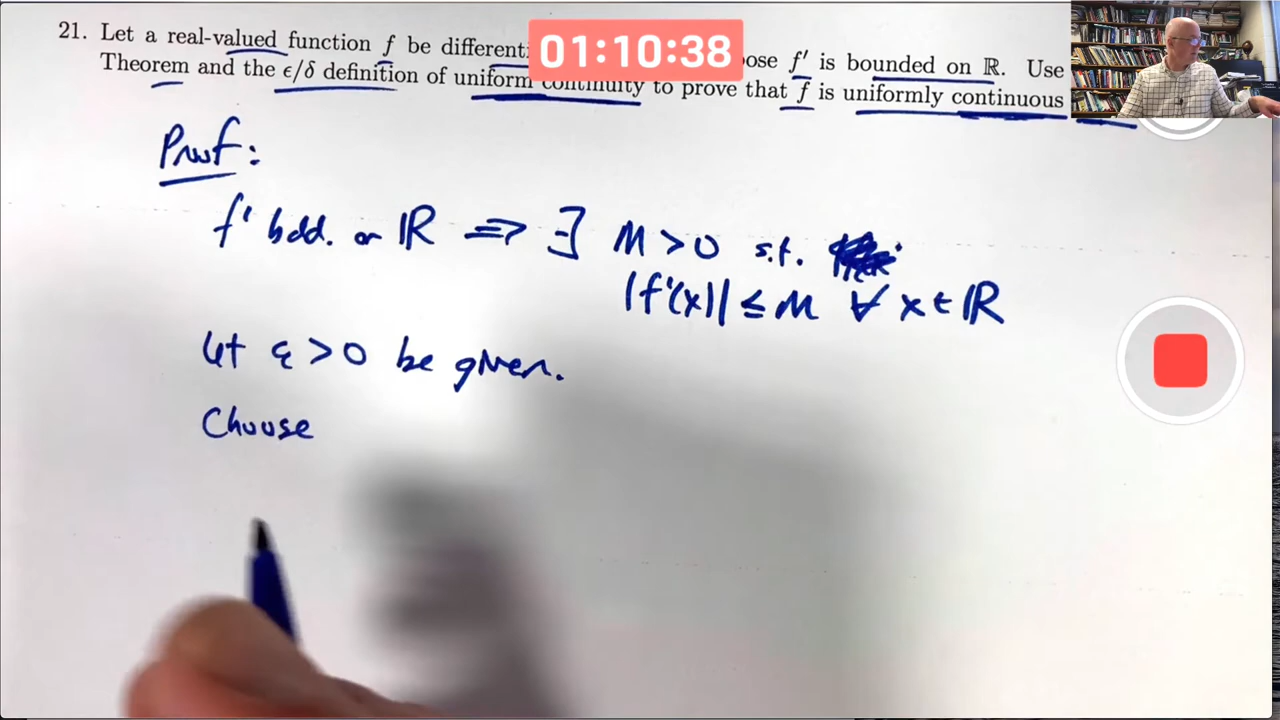 21. Let a real-valued function f be differenti 01:10:38 ose f′ is bounded on ℝ. Use
Theorem and the ϵ/δ definition of uniform continuity to prove that f is uniformly continuous
Proof:
f' bdd. on ℝ ⇒ ∃ M > 0 s.t.
|f'(x)| ≤ M ∀ x ∈ ℝ
Let ε > 0 be given.
Choose